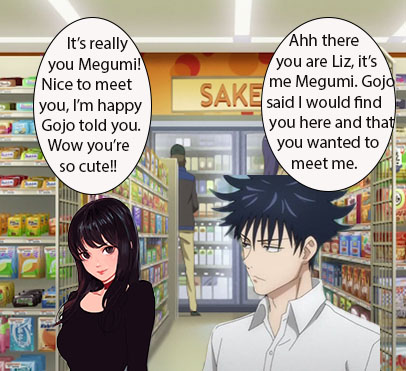 It's really
you Megumi!
Nice to meet
you, I'm happy
Gojo told you.
Wow you're
so cute!!
Ahh there
you are Liz, it's
me Megumi. Gojo
said I would find
you here and that
you wanted to
meet me.
SAKE